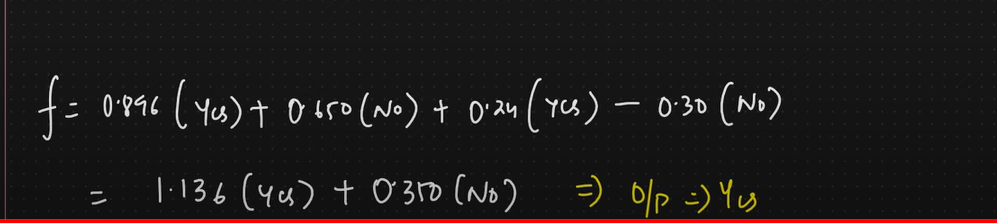 f = 0.896 (Yes) + 0.650 (No) + 0.24 (Yes) - 0.30 (No)
= 1.136 (Yes) + 0.350 (No) => O/P => Yes